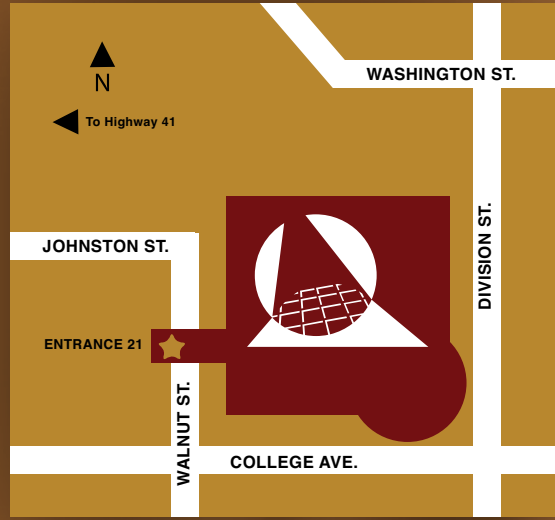 WASHINGTON ST.
N
To Highway 41
DIVISION ST.
JOHNSTON ST.
ENTRANCE 21
WALNUT ST.
COLLEGE AVE.